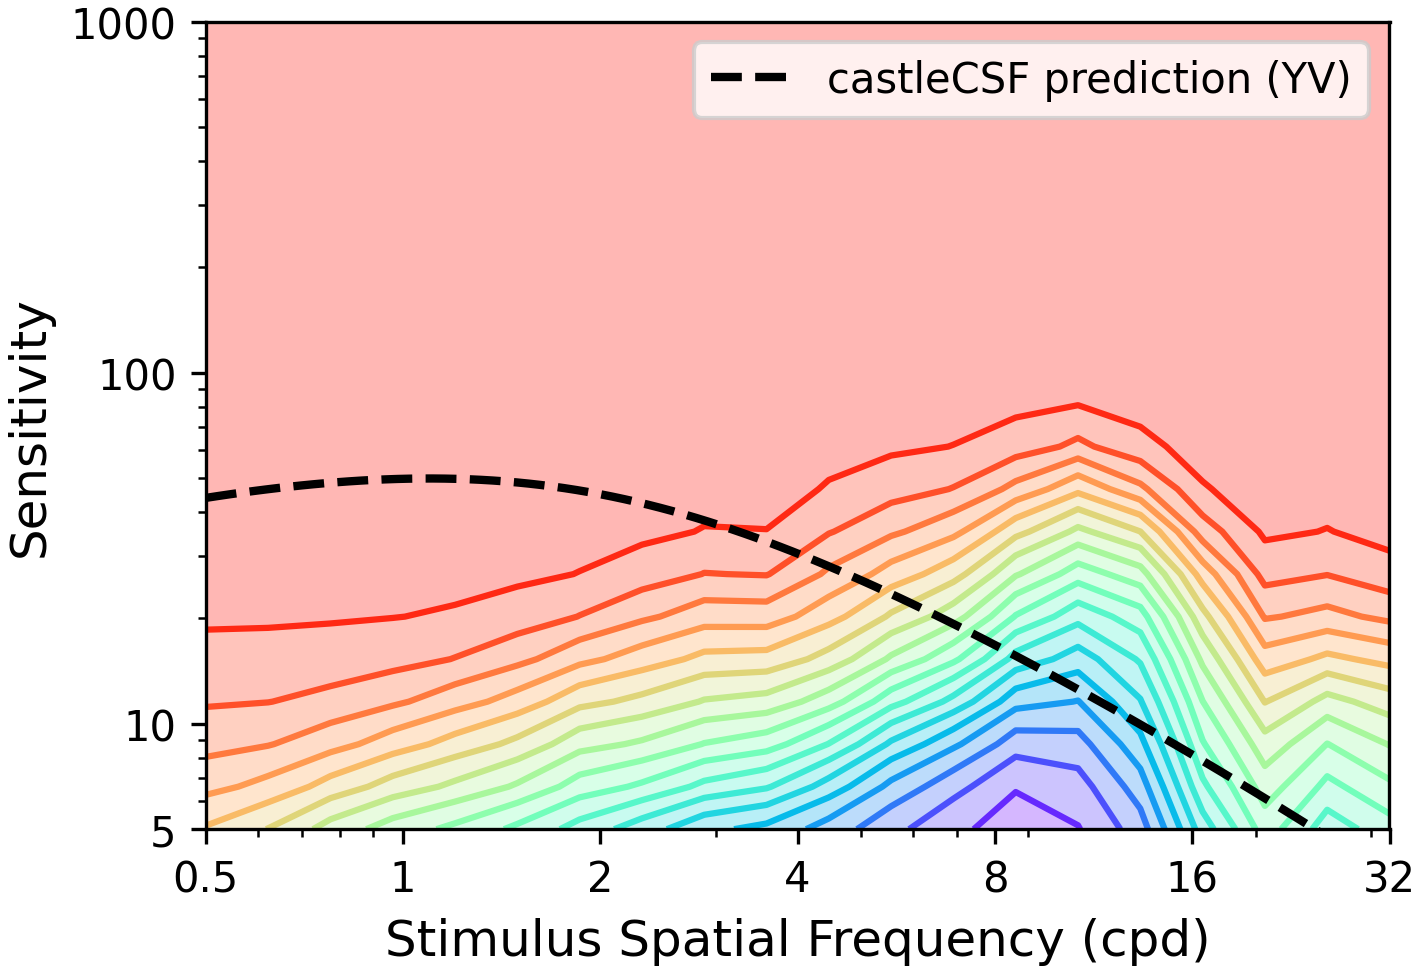 1000
castleCSF prediction (YV)
Sensitivity
100
10
5
0.5 1 2 4 8 16 32
Stimulus Spatial Frequency (cpd)